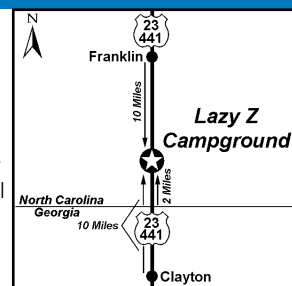 N
23
441
Franklin
10 Miles
Lazy Z
Campground
2 Miles
North Carolina
Georgia
10 Miles
23
441
Clayton